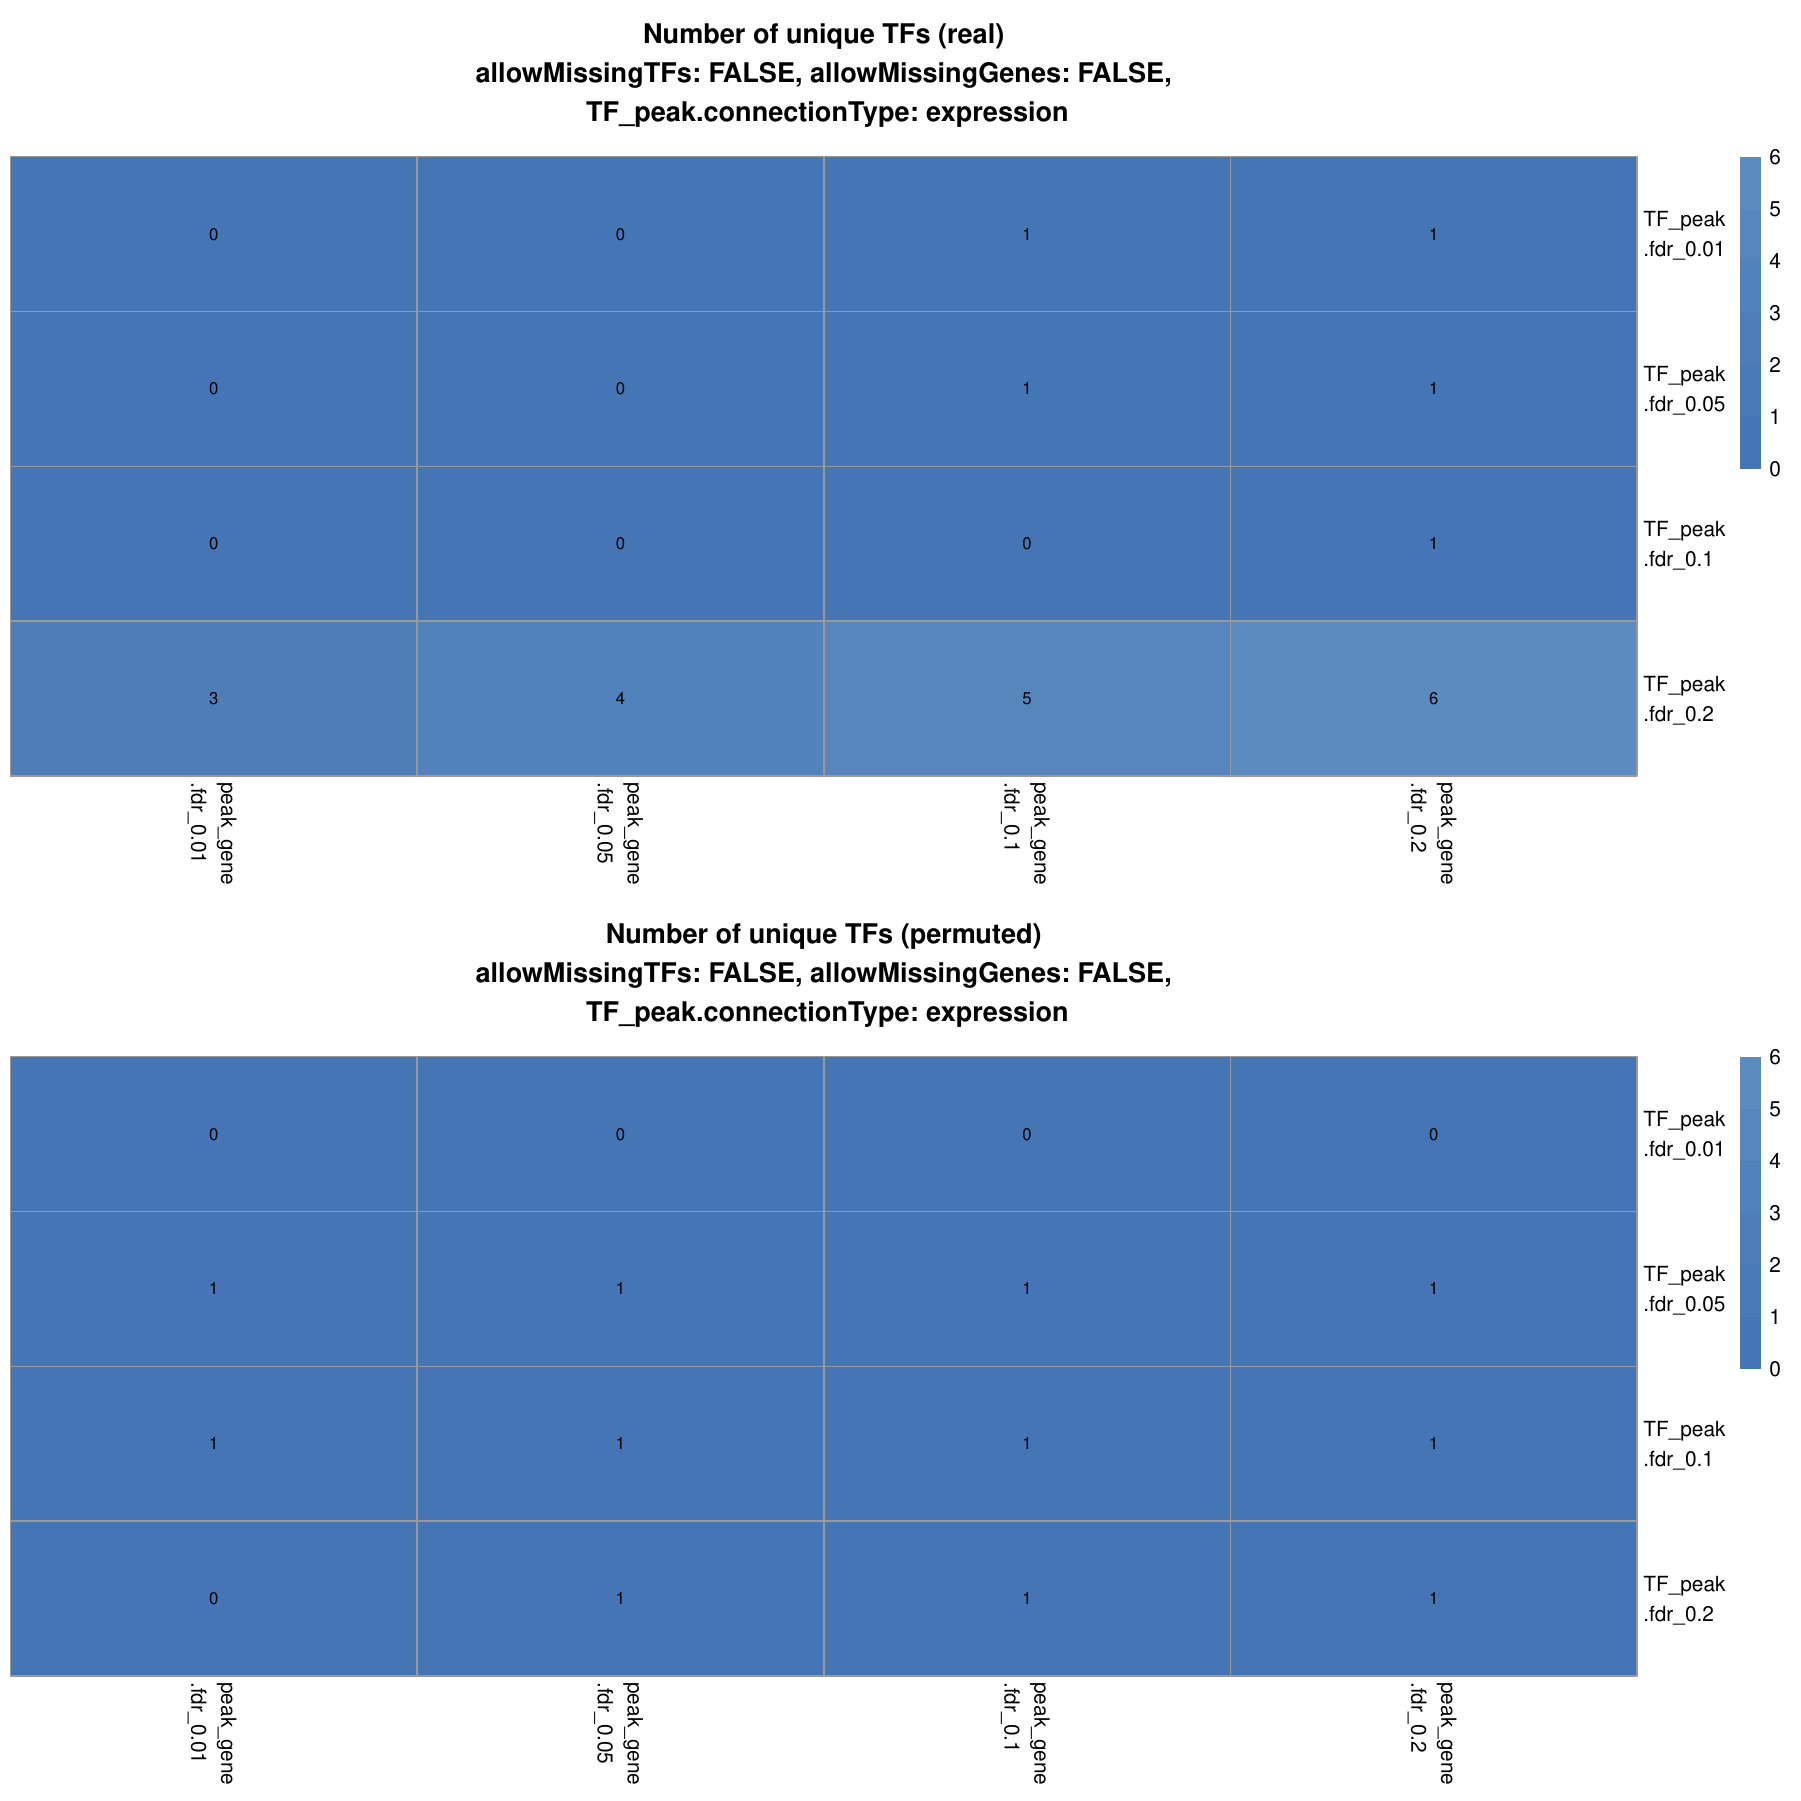 Number of unique TFs (real)
allowMissingTFs: FALSE, allowMissingGenes: FALSE,
TF_peak.connectionType: expression
0 0 1 1
TF_peak
.fdr_0.01
0 0 1 1
TF_peak
.fdr_0.05
0 0 0 1
TF_peak
.fdr_0.1
3 4 5 6
TF_peak
.fdr_0.2
6
5
4
3
2
1
0
peak_gene
.fdr_0.01
peak_gene
.fdr_0.05
peak_gene
.fdr_0.1
peak_gene
.fdr_0.2
Number of unique TFs (permuted)
allowMissingTFs: FALSE, allowMissingGenes: FALSE,
TF_peak.connectionType: expression
0 0 0 0
TF_peak
.fdr_0.01
1 1 1 1
TF_peak
.fdr_0.05
1 1 1 1
TF_peak
.fdr_0.1
0 1 1 1
TF_peak
.fdr_0.2
6
5
4
3
2
1
0
peak_gene
.fdr_0.01
peak_gene
.fdr_0.05
peak_gene
.fdr_0.1
peak_gene
.fdr_0.2